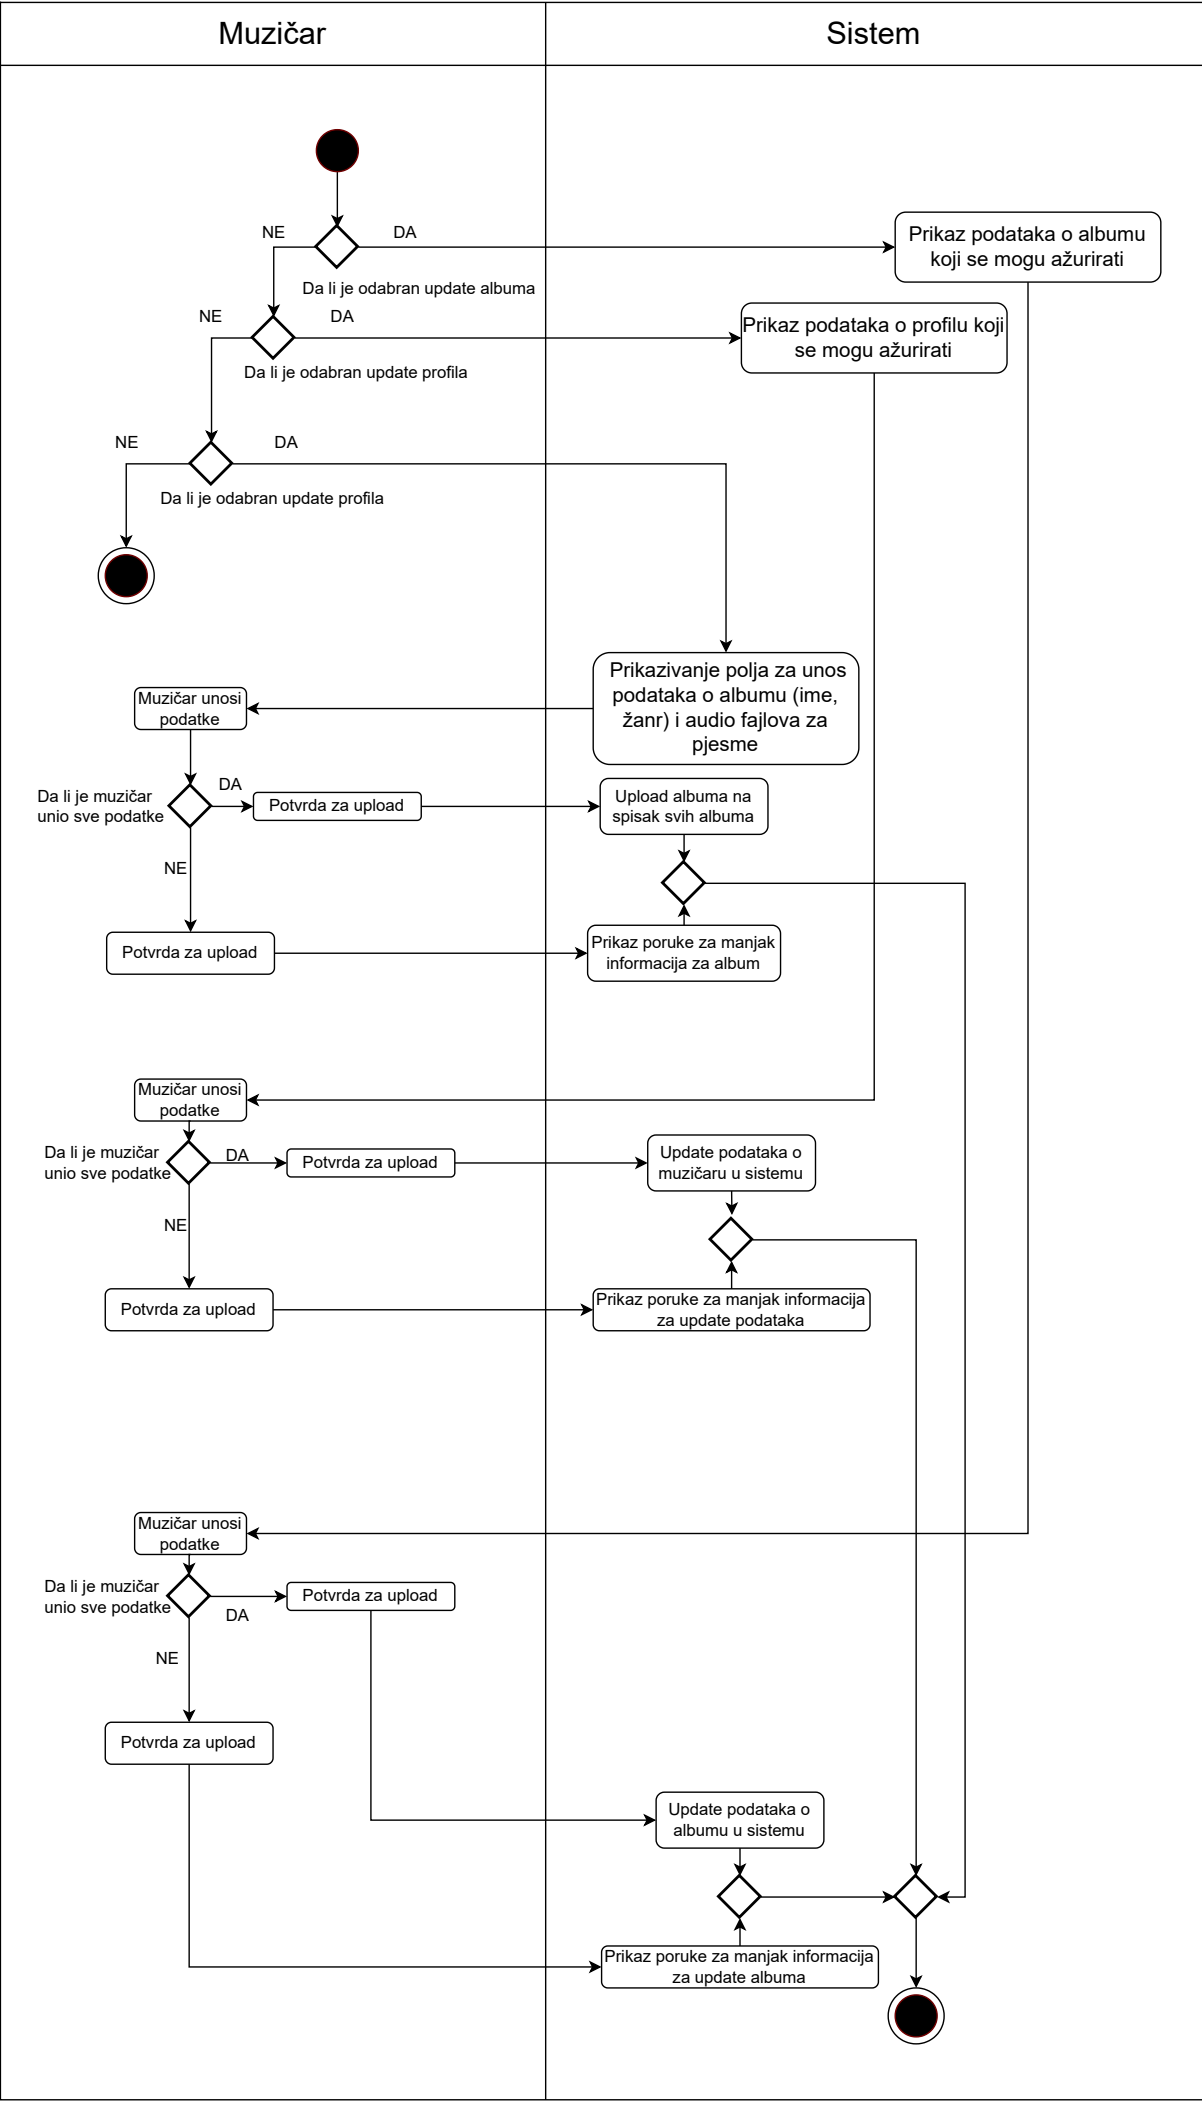 Muzičar
Sistem
NE
DA
Prikaz podataka o albumu
koji se mogu ažurirati
Da li je odabran update albuma
NE
DA
Prikaz podataka o profilu koji
se mogu ažurirati
Da li je odabran update profila
NE
DA
Da li je odabran update profila
Prikazivanje polja za unos
podataka o albumu (ime,
žanr) i audio fajlova za
pjesme
Muzičar unosi
podatke
Da li je muzičar
unio sve podatke
DA
Potvrda za upload
Upload albuma na
spisak svih albuma
NE
Potvrda za upload
Prikaz poruke za manjak
informacija za album
Muzičar unosi
podatke
Da li je muzičar
unio sve podatke
DA
Potvrda za upload
Update podataka o
muzičaru u sistemu
NE
Potvrda za upload
Prikaz poruke za manjak informacija
za update podataka
Muzičar unosi
podatke
Da li je muzičar
unio sve podatke
DA
Potvrda za upload
NE
Potvrda za upload
Update podataka o
albumu u sistemu
Prikaz poruke za manjak informacija
za update albuma